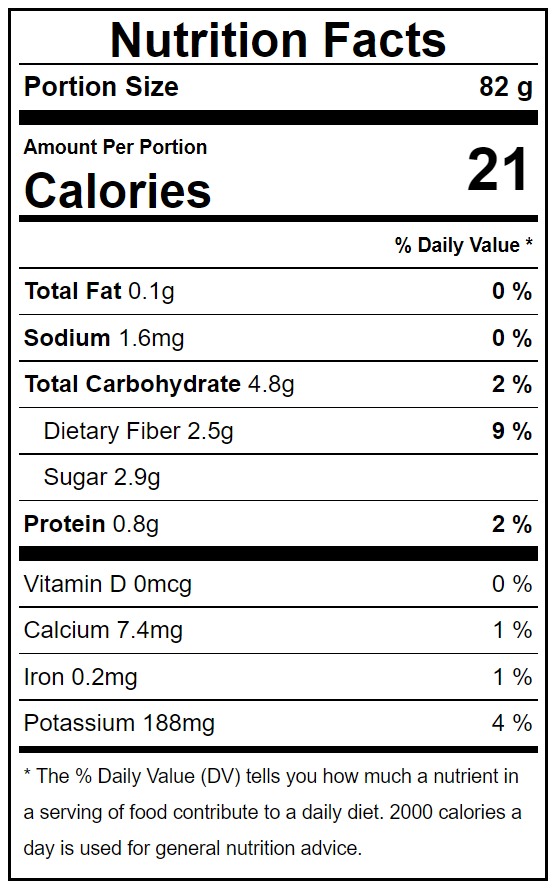 Nutrition Facts
Portion Size 82 g
Amount Per Portion
Calories 21
% Daily Value *
Total Fat 0.1g 0 %
Sodium 1.6mg 0 %
Total Carbohydrate 4.8g 2 %
Dietary Fiber 2.5g 9 %
Sugar 2.9g
Protein 0.8g 2 %
Vitamin D 0mcg 0 %
Calcium 7.4mg 1 %
Iron 0.2mg 1 %
Potassium 188mg 4 %
* The % Daily Value (DV) tells you how much a nutrient in
a serving of food contribute to a daily diet. 2000 calories a
day is used for general nutrition advice.